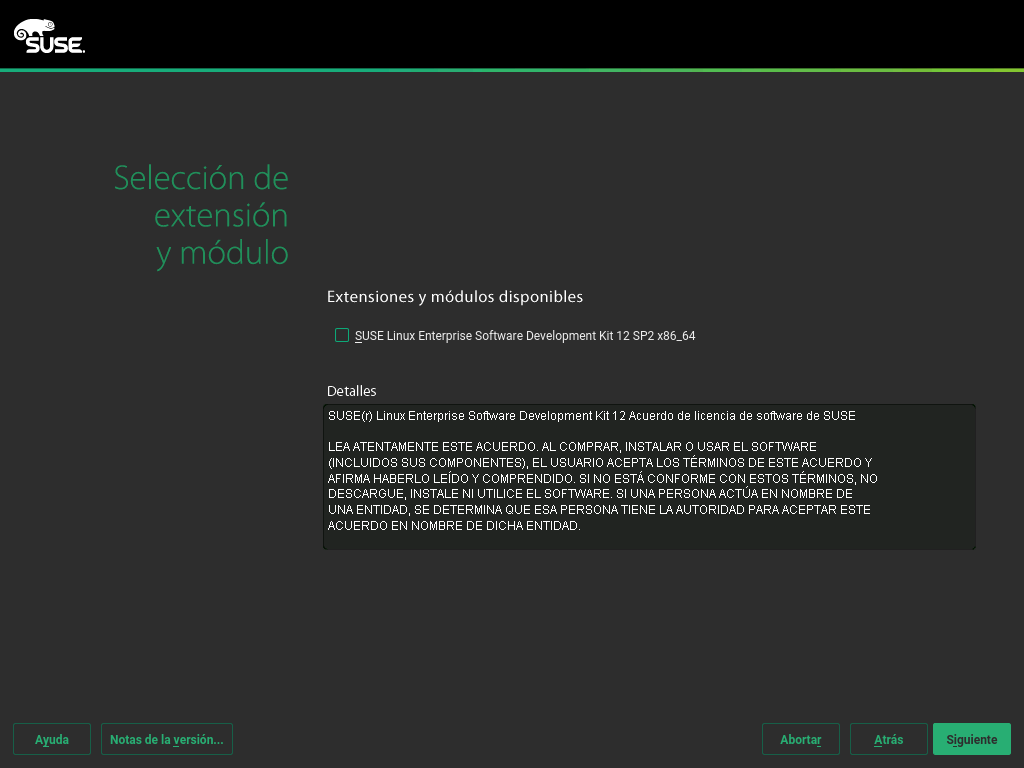 SUSE.
Selección de
extensión
y módulo
Extensiones y módulos disponibles
SUSE Linux Enterprise Software Development Kit 12 SP2 x86_64
Detalles
SUSE(r) Linux Enterprise Software Development Kit 12 Acuerdo de licencia de software de SUSE
LEA ATENTAMENTE ESTE ACUERDO. AL COMPRAR, INSTALAR O USAR EL SOFTWARE
(INCLUIDOS SUS COMPONENTES), EL USUARIO ACEPTA LOS TÉRMINOS DE ESTE ACUERDO Y
AFIRMA HABERLO LEÍDO Y COMPRENDIDO. SI NO ESTÁ CONFORME CON ESTOS TÉRMINOS, NO
DESCARGUE, INSTALE NI UTILICE EL SOFTWARE. SI UNA PERSONA ACTÚA EN NOMBRE DE
UNA ENTIDAD, SE DETERMINA QUE ESA PERSONA TIENE LA AUTORIDAD PARA ACEPTAR ESTE
ACUERDO EN NOMBRE DE DICHA ENTIDAD.
Ayuda
Notas de la versión...
Abortar
Atrás
Siguiente